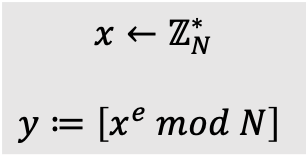 x ← ℤ*_N
y ≔ [x^e mod N]